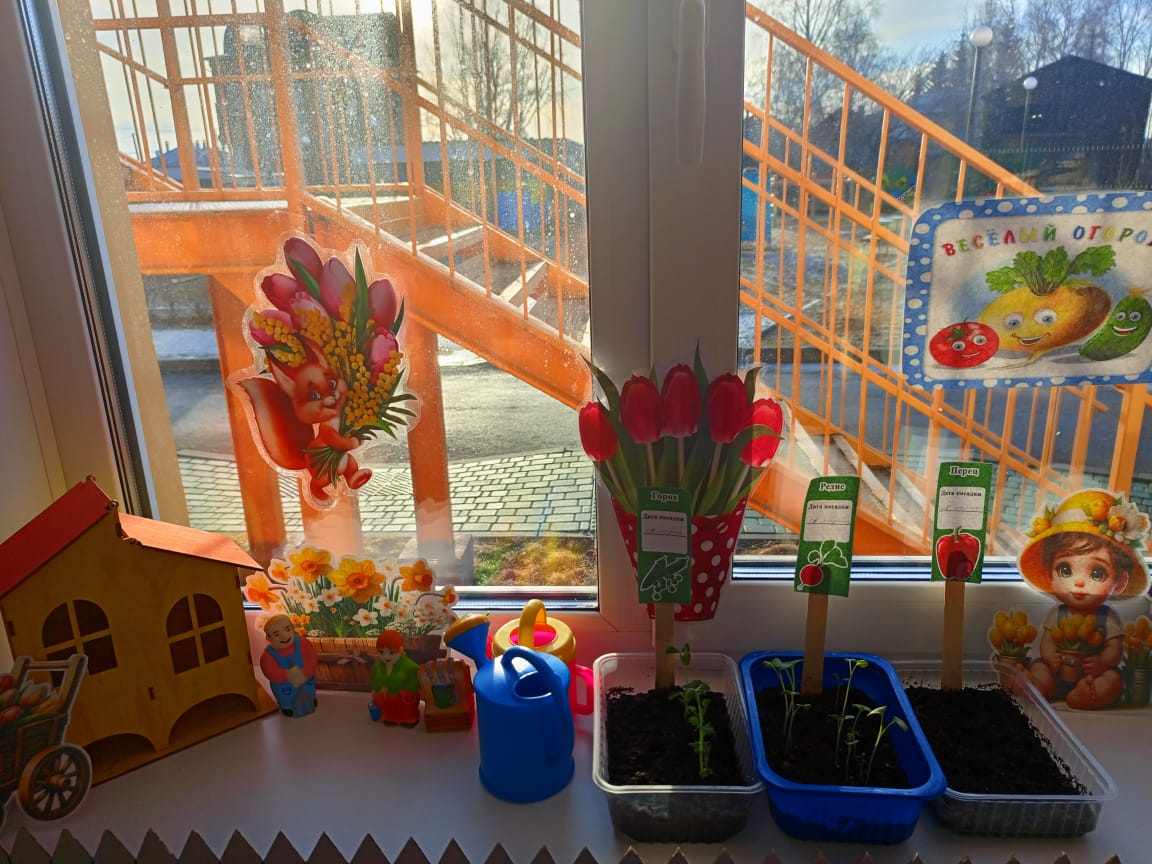 ВЕСЁЛЫЙ ОГОРОД
Горох
Дата посадки
Редис
Дата посадки
Перец
Дата посадки